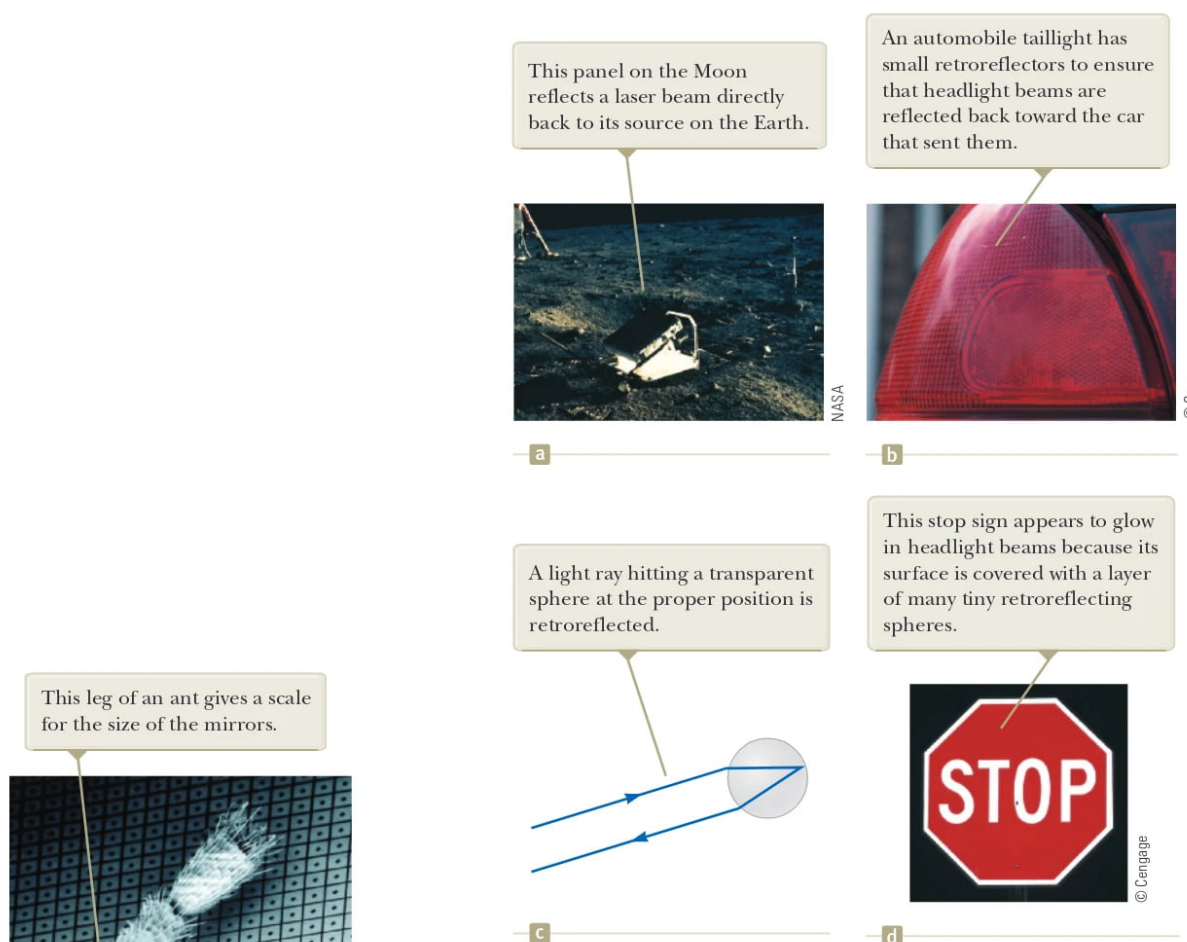 This panel on the Moon
reflects a laser beam directly
back to its source on the Earth.
An automobile taillight has
small retroreflectors to ensure
that headlight beams are
reflected back toward the car
that sent them.
NASA
a
b
A light ray hitting a transparent
sphere at the proper position is
retroreflected.
This stop sign appears to glow
in headlight beams because its
surface is covered with a layer
of many tiny retroreflecting
spheres.
STOP
© Cengage
c
d
This leg of an ant gives a scale
for the size of the mirrors.